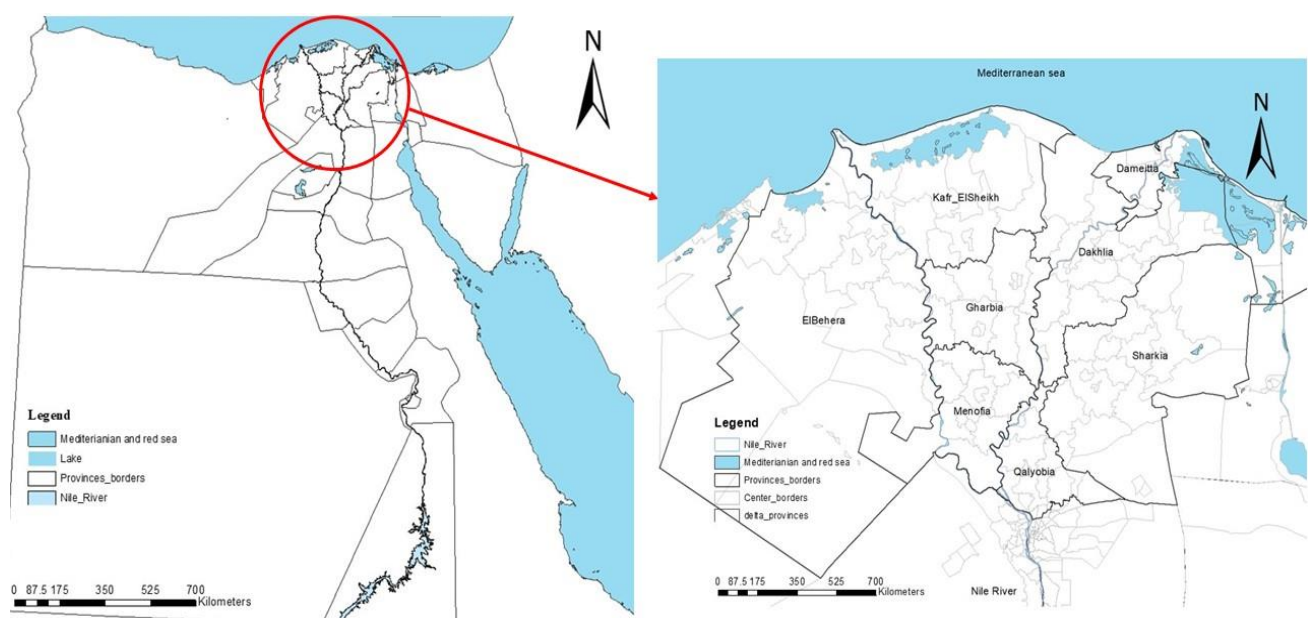 N
Legend
Mediterianian and red sea
Lake
Provinces_borders
Nile_River
0 87.5 175 350 525 700
Kilometers
Mediterranean sea
N
Dameitta
Kafr_ElSheikh
Dakhlia
Gharbia
ElBehera
Sharkia
Menofia
Qalyobia
Legend
Nile_River
Mediterianian and red sea
Provinces_borders
Center_borders
delta_provinces
0 87.5 175 350 525 700
Kilometers
Nile River